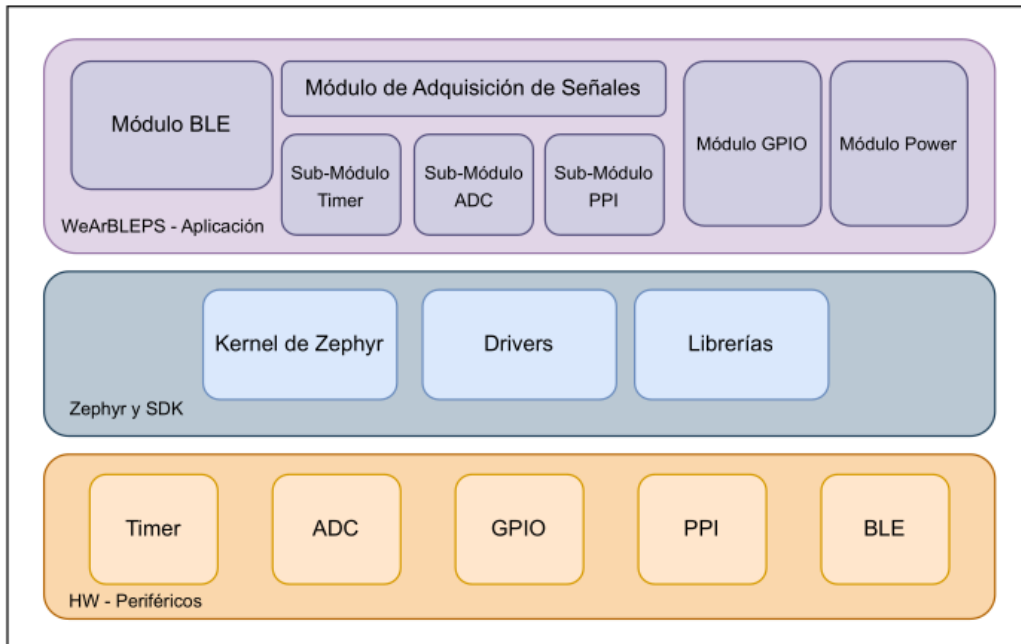 Módulo BLE
Módulo de Adquisición de Señales
Sub-Módulo
Timer
Sub-Módulo
ADC
Sub-Módulo
PPI
Módulo GPIO
Módulo Power
WeArBLEPS - Aplicación
Kernel de Zephyr
Drivers
Librerías
Zephyr y SDK
Timer
ADC
GPIO
PPI
BLE
HW - Periféricos